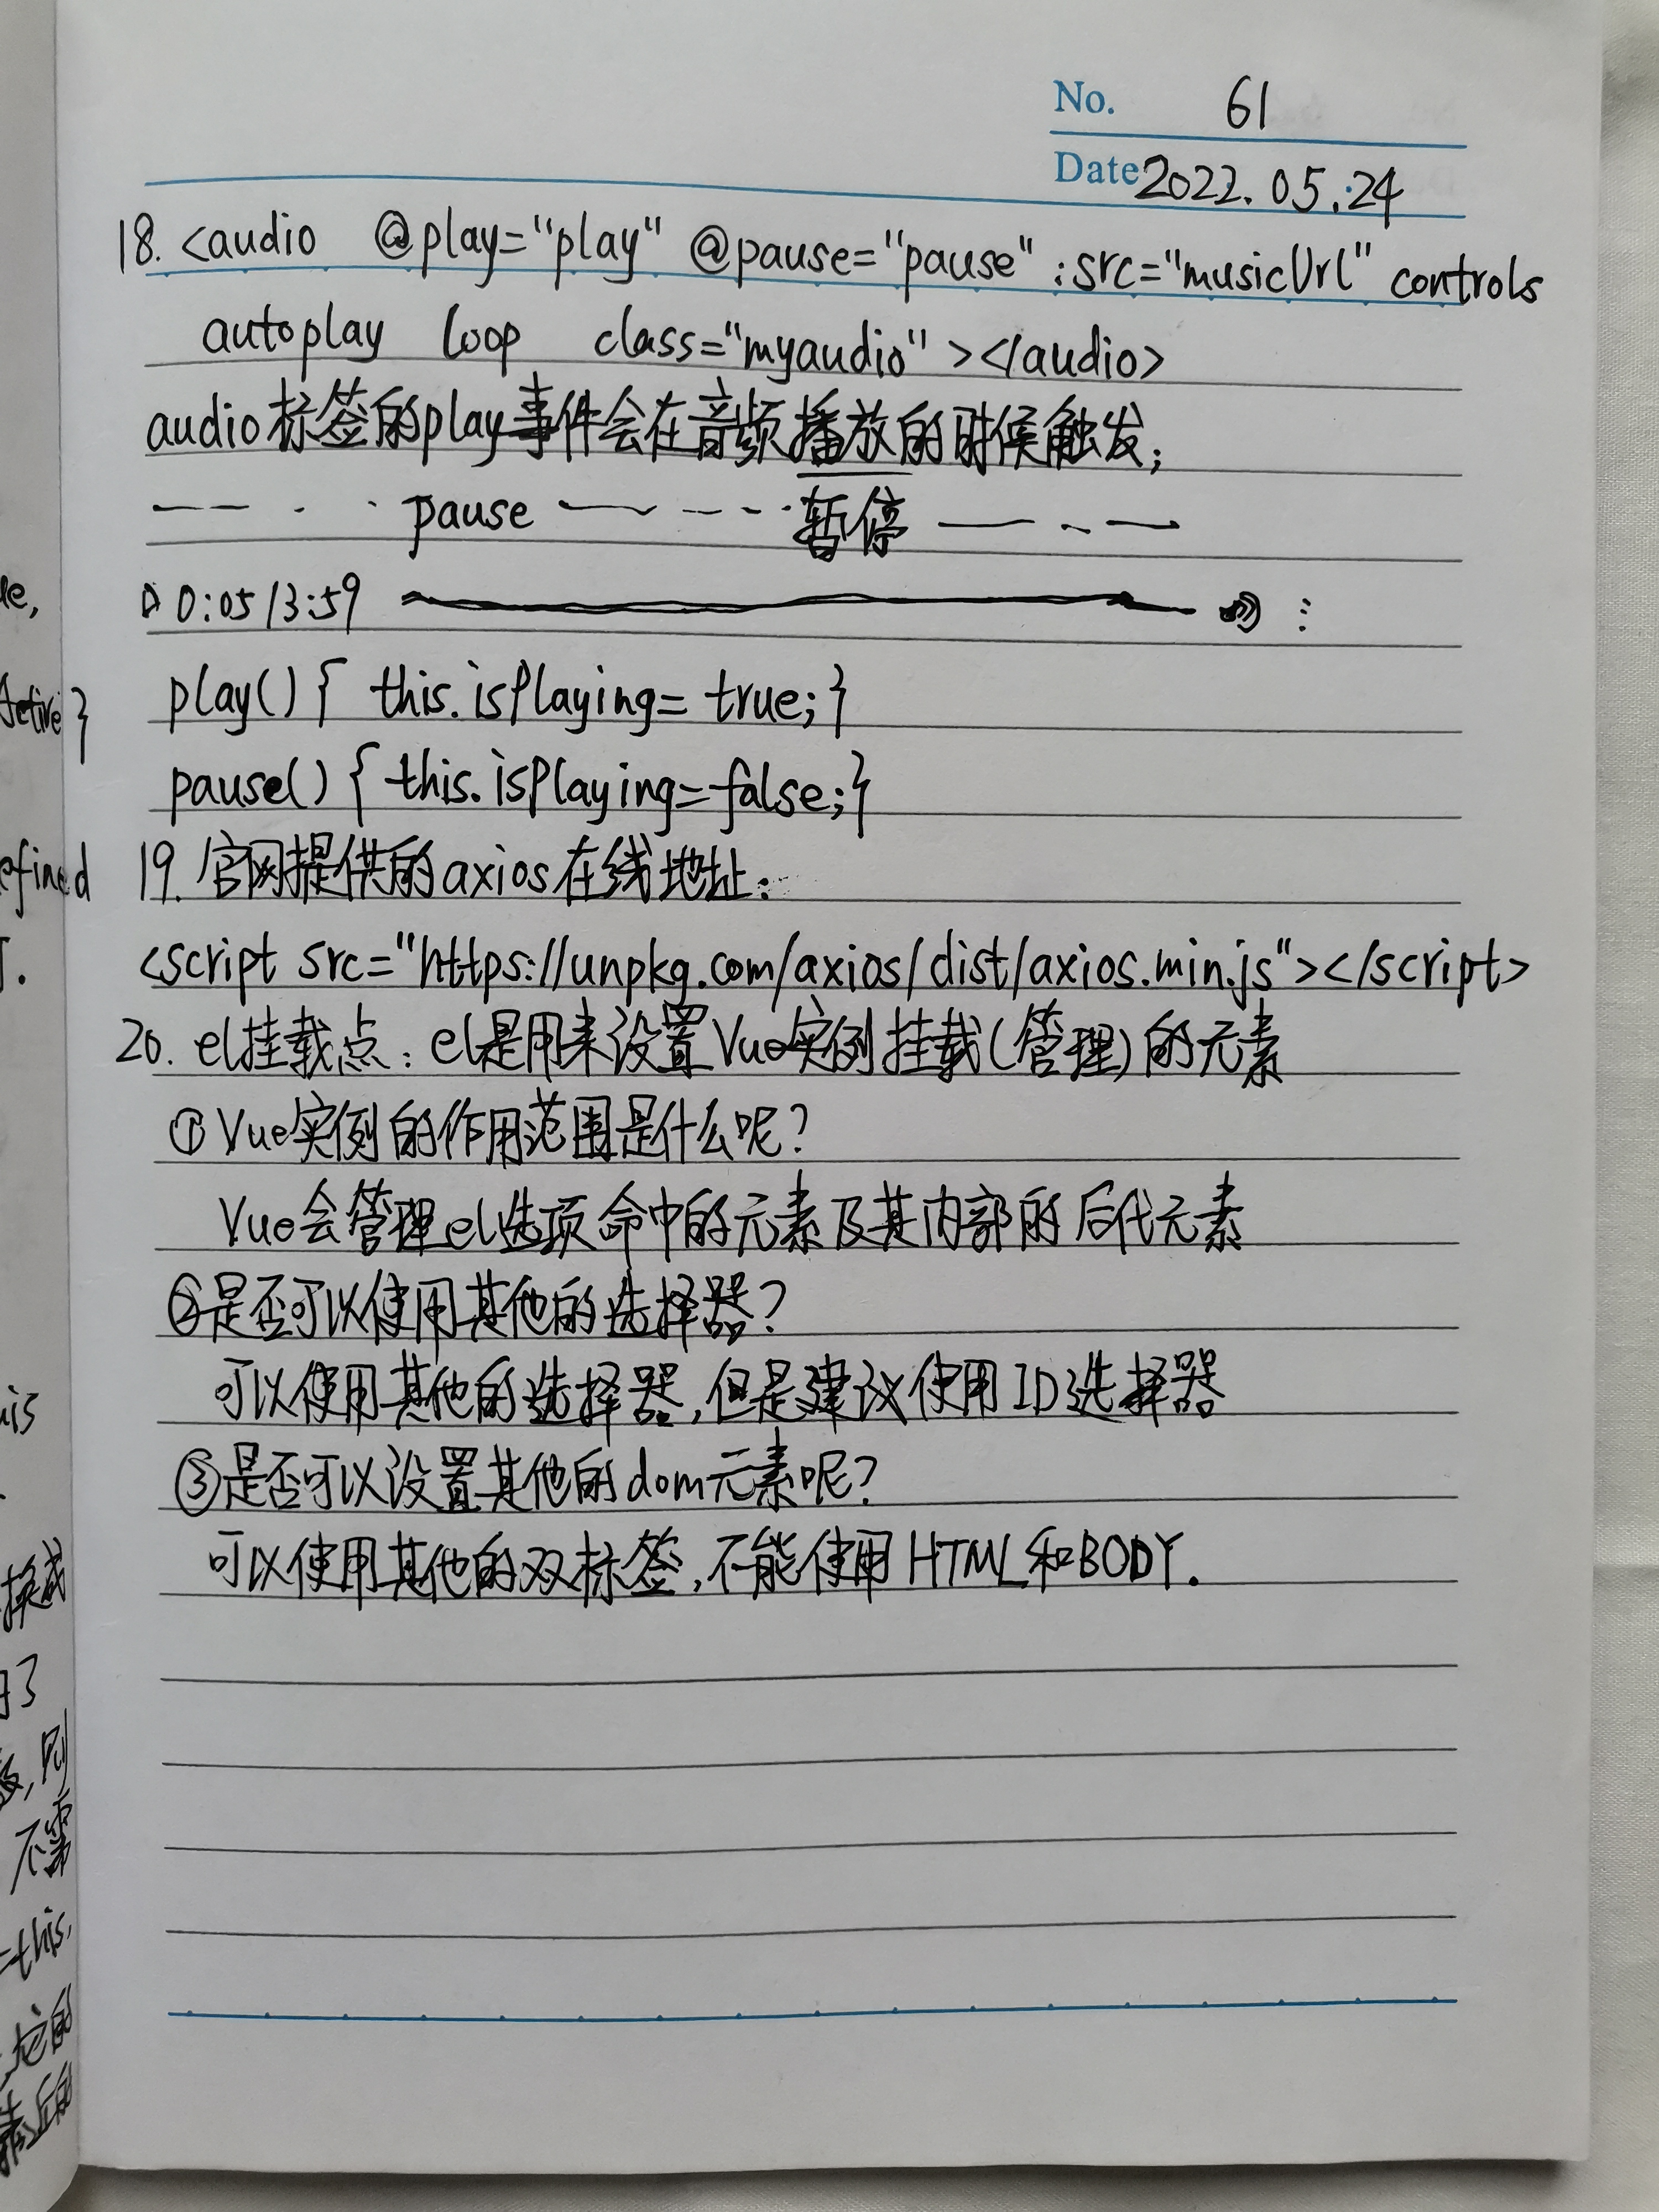 No. 61
Date 2022.05.24
18. <audio @play="play" @pause="pause" :src="musicUrl" controls
autoplay loop class="myaudio"></audio>
audio标签的play事件会在音频播放的时候触发;
pause 暂停
0:05/3:59
play(){ this.isPlaying= true;}
pause() { this.isPlaying=false;}
19. 官网提供的axios在线地址:
<script src="https://unpkg.com/axios/dist/axios.min.js"></script>
20. el挂载点: el是用来设置Vue实例挂载(管理)的元素
①Vue实例的作用范围是什么呢?
Vue会管理el选项命中的元素及其内部的后代元素
②是否可以使用其他的选择器?
可以使用其他的选择器,但是建议使用ID选择器
③是否可以设置其他的dom元素呢?
可以使用其他的双标签,不能使用HTML和BODY.